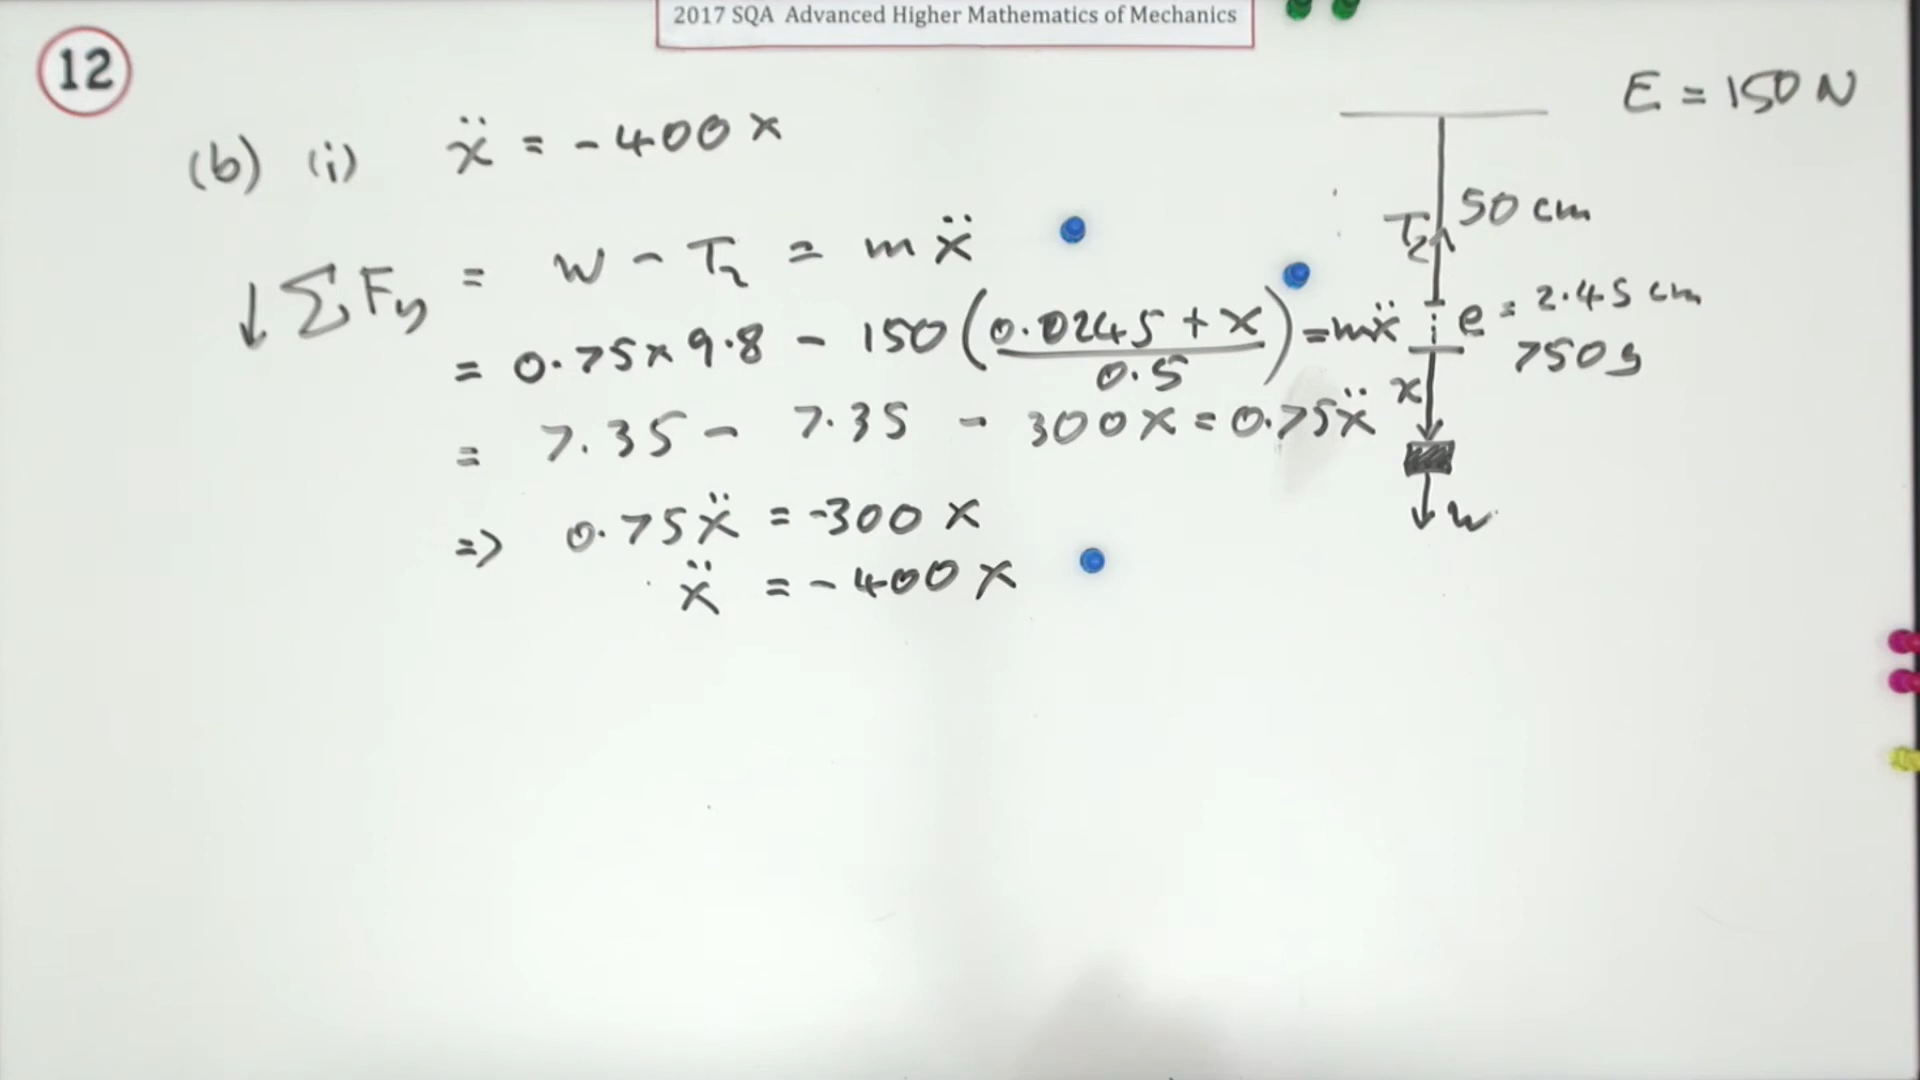 2017 SQA Advanced Higher Mathematics of Mechanics
12
E = 150 N
(b) (i) ẍ = -400x
50 cm
T₂
↓ ΣFy = W - T₂ = mẍ
= 0.75 × 9.8 - 150 (0.0245 + x / 0.5) = mẍ
e = 2.45 cm
750g
x
= 7.35 - 7.35 - 300x = 0.75ẍ
W
=> 0.75ẍ = -300x
ẍ = -400x